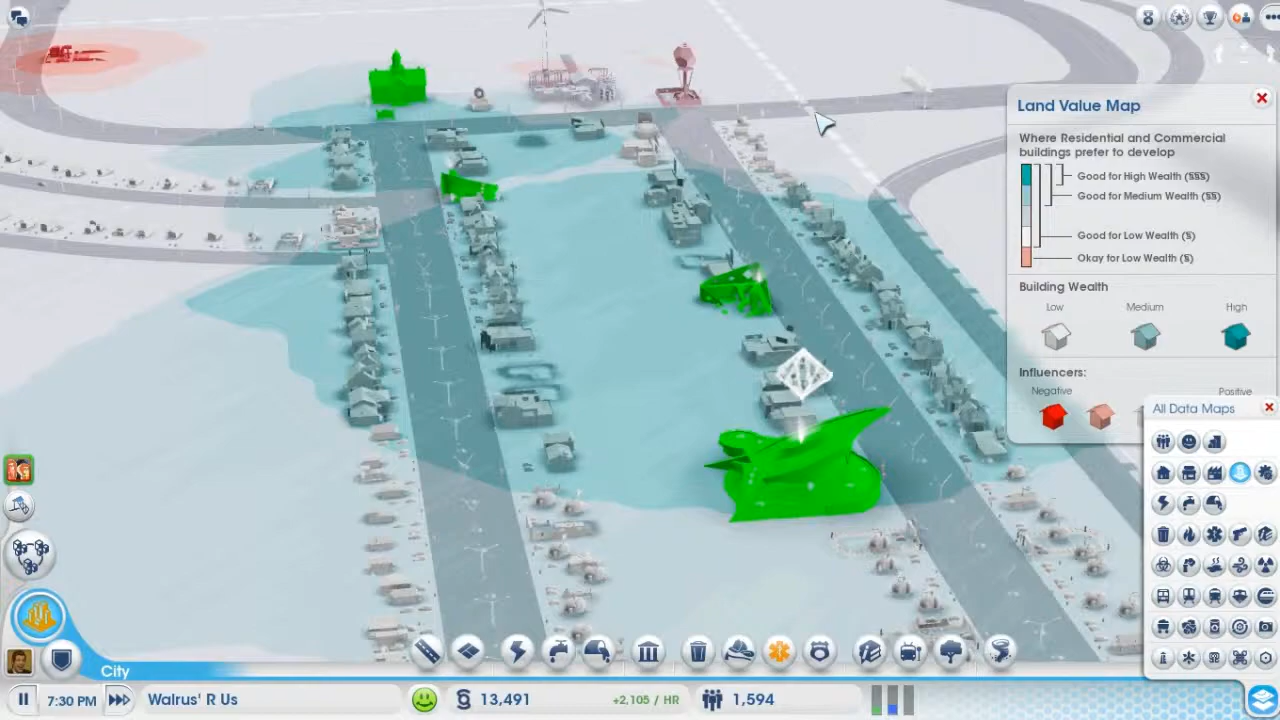 Land Value Map
Where Residential and Commercial
buildings prefer to develop
Good for High Wealth (§§§)
Good for Medium Wealth (§§)
Good for Low Wealth (§)
Okay for Low Wealth (§)
Building Wealth
Low Medium High
Influencers:
Negative Positive
All Data Maps
City
7:30 PM Walrus' R Us 13,491 +2,105 / HR 1,594